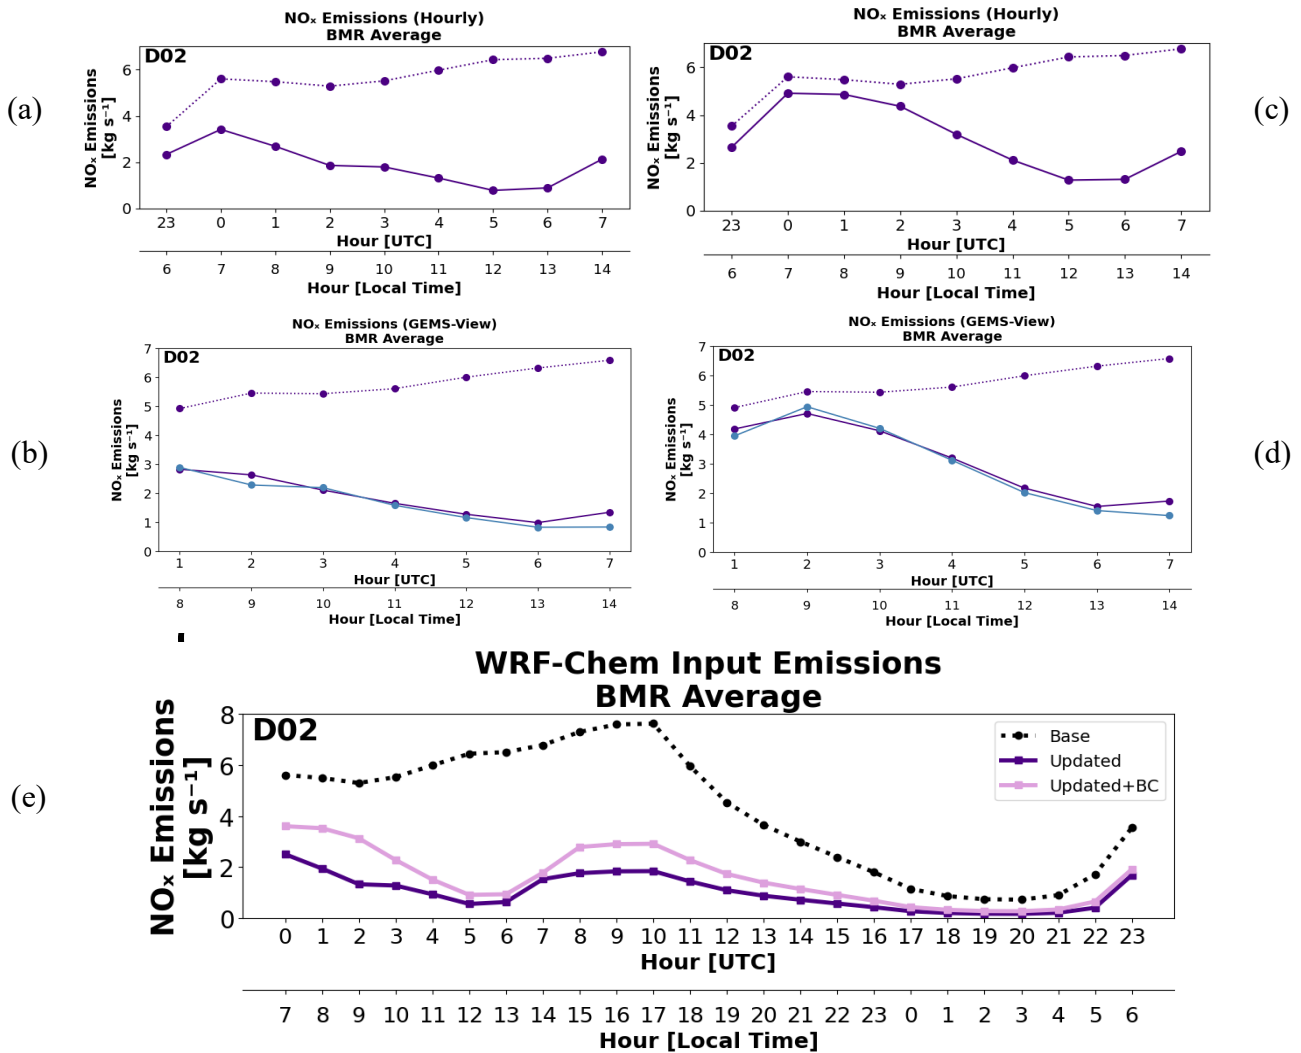 (a)
NOₓ Emissions (Hourly)
BMR Average
D02
NOₓ Emissions
[kg s⁻¹]
6
4
2
0
23 0 1 2 3 4 5 6 7
Hour [UTC]
6 7 8 9 10 11 12 13 14
Hour [Local Time]
(c)
NOₓ Emissions (Hourly)
BMR Average
D02
NOₓ Emissions
[kg s⁻¹]
6
4
2
0
23 0 1 2 3 4 5 6 7
Hour [UTC]
6 7 8 9 10 11 12 13 14
Hour [Local Time]
(b)
NOₓ Emissions (GEMS-View)
BMR Average
D02
NOₓ Emissions
[kg s⁻¹]
7
6
5
4
3
2
1
0
1 2 3 4 5 6 7
Hour [UTC]
8 9 10 11 12 13 14
Hour [Local Time]
(d)
NOₓ Emissions (GEMS-View)
BMR Average
D02
NOₓ Emissions
[kg s⁻¹]
7
6
5
4
3
2
1
0
1 2 3 4 5 6 7
Hour [UTC]
8 9 10 11 12 13 14
Hour [Local Time]
(e)
WRF-Chem Input Emissions
BMR Average
D02
NOₓ Emissions
[kg s⁻¹]
8
6
4
2
0
Base
Updated
Updated+BC
0 1 2 3 4 5 6 7 8 9 10 11 12 13 14 15 16 17 18 19 20 21 22 23
Hour [UTC]
7 8 9 10 11 12 13 14 15 16 17 18 19 20 21 22 23 0 1 2 3 4 5 6
Hour [Local Time]